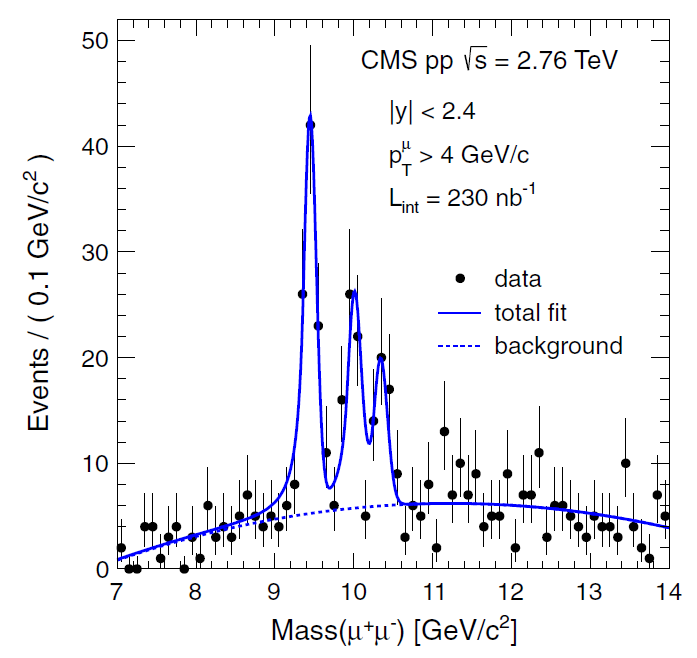 CMS pp √s = 2.76 TeV
|y| < 2.4
p_T^μ > 4 GeV/c
L_int = 230 nb^-1
data
total fit
background
Events / ( 0.1 GeV/c^2 )
50
40
30
20
10
0
7 8 9 10 11 12 13 14
Mass(μ^+μ^-) [GeV/c^2]